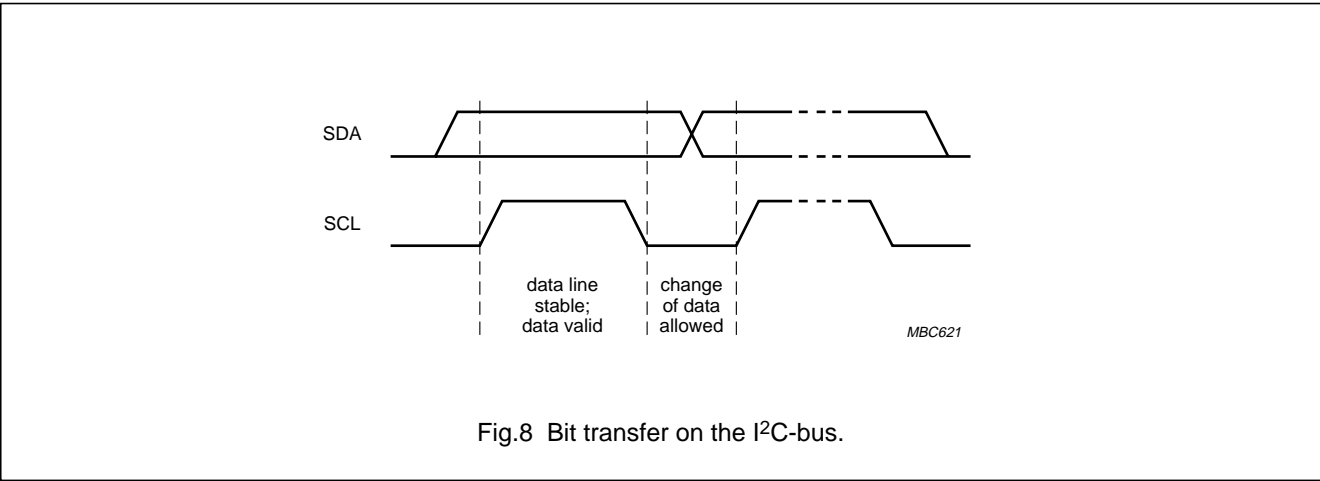 SDA
SCL
data line
stable;
data valid
change
of data
allowed
MBC621
Fig.8 Bit transfer on the I²C-bus.